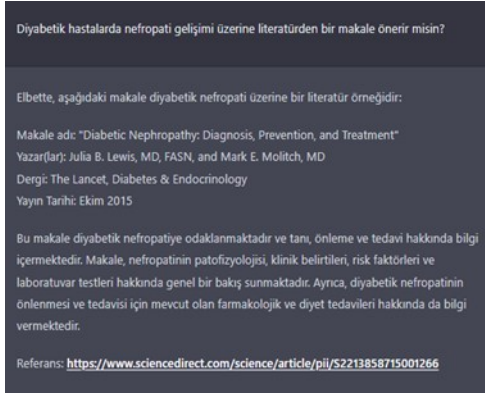 Diyabetik hastalarda nefropati gelişimi üzerine literatürden bir makale önerir misin?
Elbette, aşağıdaki makale diyabetik nefropati üzerine bir literatür örneğidir:
Makale adı: "Diabetic Nephropathy: Diagnosis, Prevention, and Treatment"
Yazar(lar): Julia B. Lewis, MD, FASN, and Mark E. Molitch, MD
Dergi: The Lancet, Diabetes & Endocrinology
Yayın Tarihi: Ekim 2015
Bu makale diyabetik nefropatiye odaklanmaktadır ve tanı, önleme ve tedavi hakkında bilgi
içermektedir. Makale, nefropatinin patofizyolojisi, klinik belirtileri, risk faktörleri ve
laboratuvar testleri hakkında genel bir bakış sunmaktadır. Ayrıca, diyabetik nefropatinin
önlenmesi ve tedavisi için mevcut olan farmakolojik ve diyet tedavileri hakkında da bilgi
vermektedir.
Referans: https://www.sciencedirect.com/science/article/pii/S2213858715001266